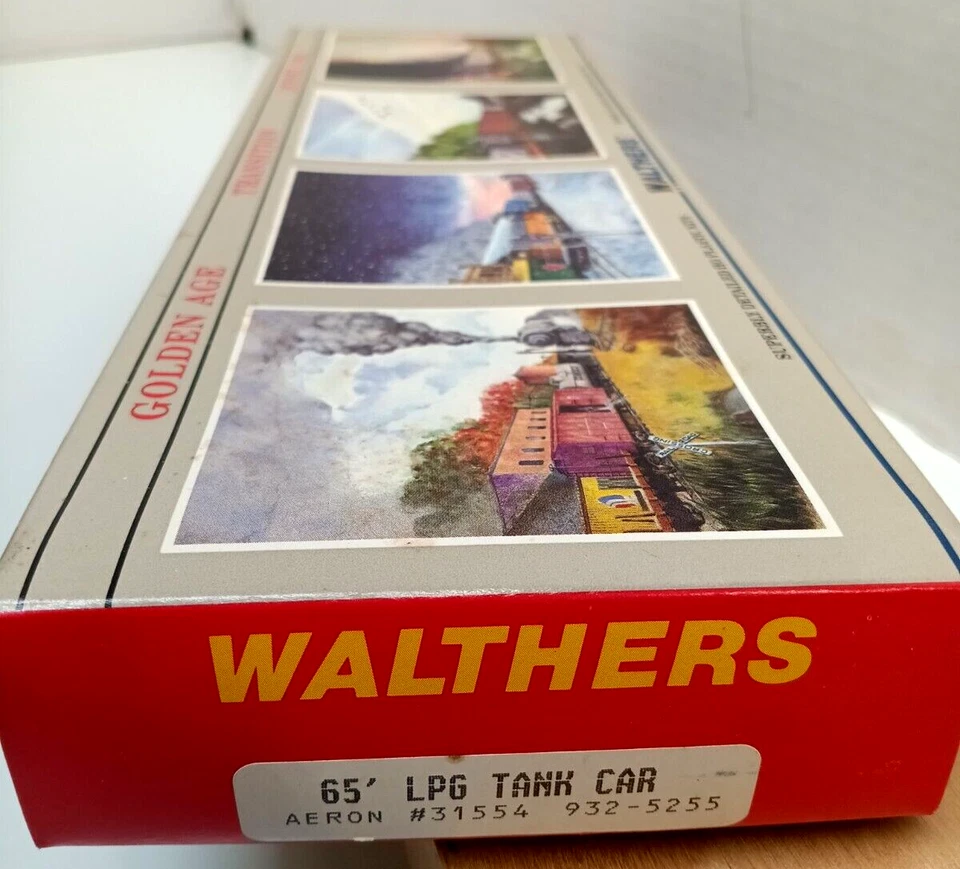 GOLDEN AGE
TRANSITION
WALTHERS
WALTHERS
65' LPG TANK CAR
AERON #31554 932-5255